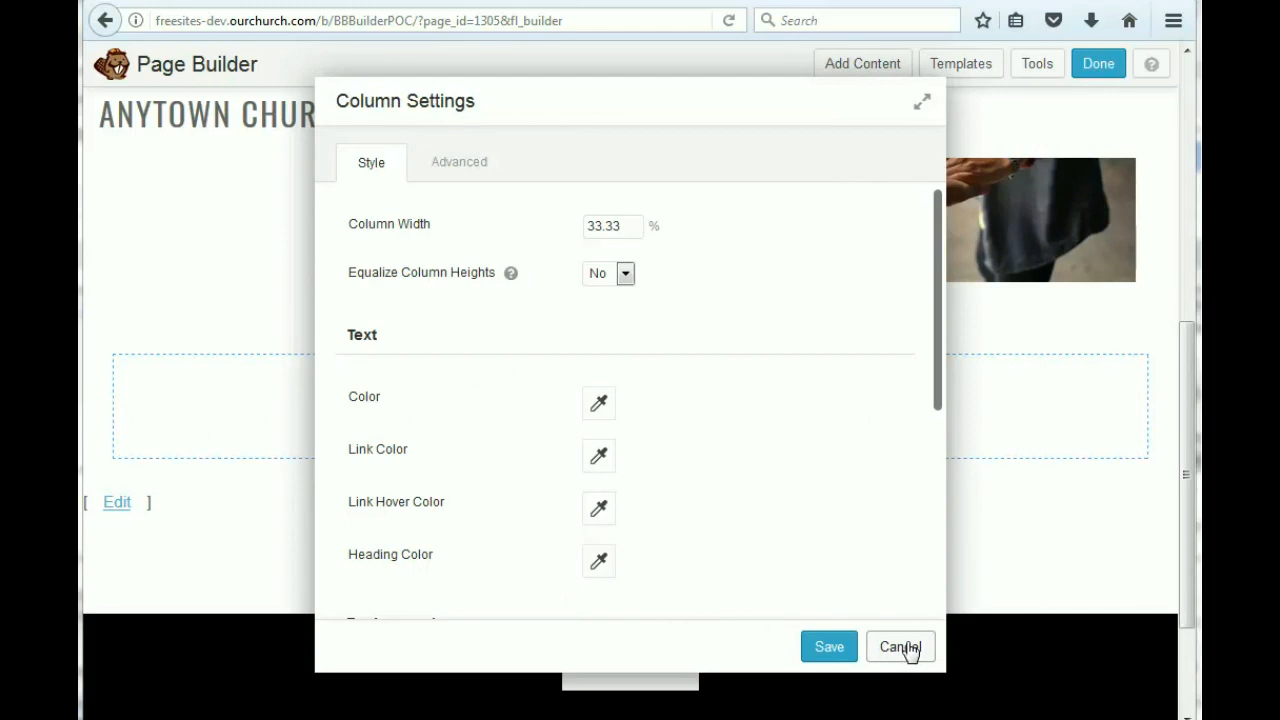 freesites-dev.ourchurch.com/b/BBBuilderPOC/?page_id=1305&fl_builder
Search
Page Builder
Add Content
Templates
Tools
Done
ANYTOWN CHUR
Column Settings
Style
Advanced
Column Width
33.33
%
Equalize Column Heights
No
Text
Color
Link Color
Link Hover Color
Heading Color
[ Edit ]
Save
Cancel